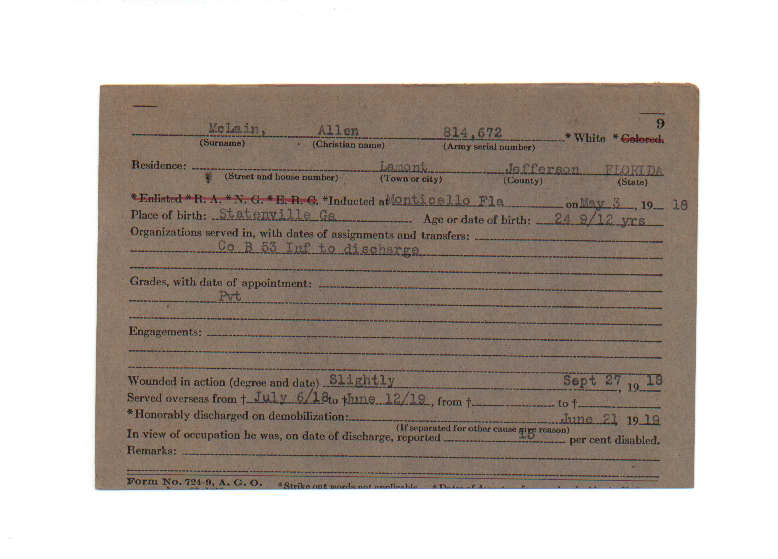 9
McLain, Allen 814,672 * White * Colored.
(Surname) (Christian name) (Army serial number)
Residence: Lamont Jefferson FLORIDA
(Street and house number) (Town or city) (County) (State)
* Enlisted * R. A. * N. G. * E. R. C. *Inducted at Monticello Fla on May 3, 19 18
Place of birth: Statenville Ga Age or date of birth: 24 9/12 yrs
Organizations served in, with dates of assignments and transfers:
Co B 53 Inf to discharge
Grades, with date of appointment:
Pvt
Engagements:
Wounded in action (degree and date) Slightly Sept 27, 19 18
Served overseas from † July 6/18 to † June 12/19, from † to †
* Honorably discharged on demobilization: June 21 19 19
(If separated for other cause give reason)
In view of occupation he was, on date of discharge, reported per cent disabled.
Remarks:
Form No. 724-9, A. G. O. *Strike out words not applicable.